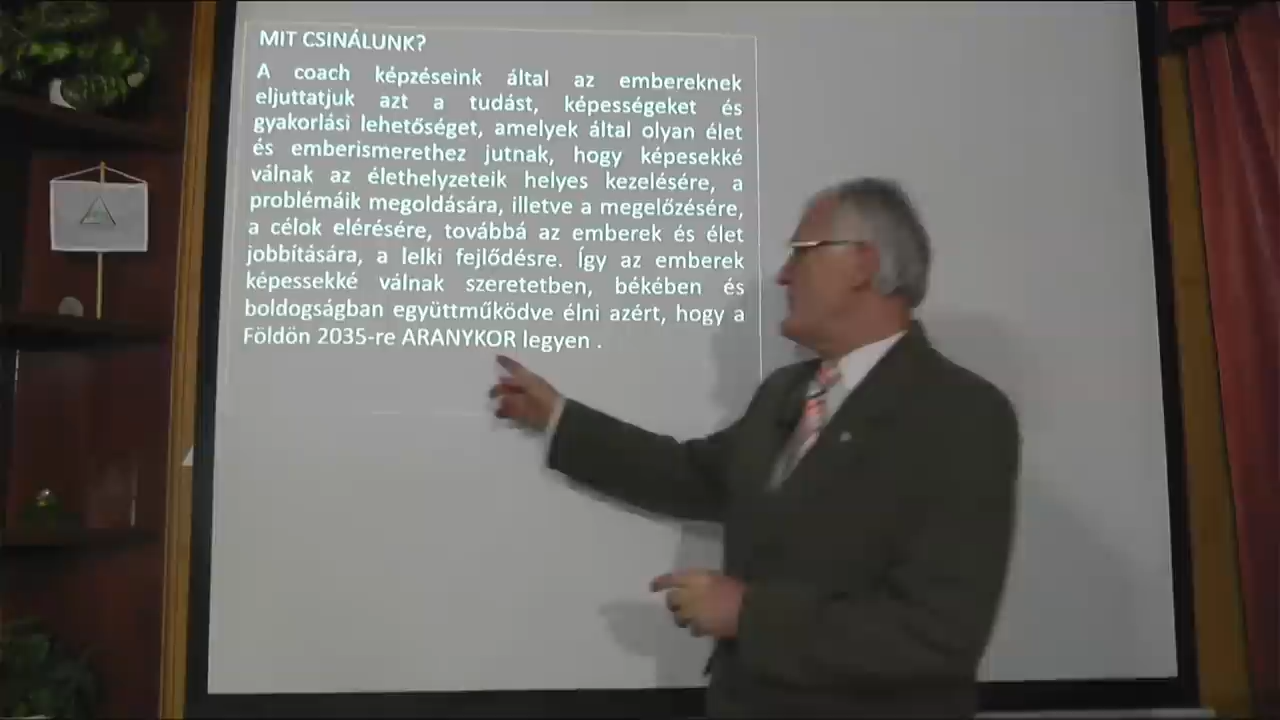 MIT CSINÁLUNK?
A coach képzéseink által az embereknek
eljuttatjuk azt a tudást, képességeket és
gyakorlási lehetőséget, amelyek által olyan élet
és emberismerethez jutnak, hogy képesekké
válnak az élethelyzeteik helyes kezelésére, a
problémáik megoldására, illetve a megelőzésére,
a célok elérésére, továbbá az emberek és élet
jobbítására, a lelki fejlődésre. Így az emberek
képessekké válnak szeretetben, békében és
boldogságban együttműködve élni azért, hogy a
Földön 2035-re ARANYKOR legyen .